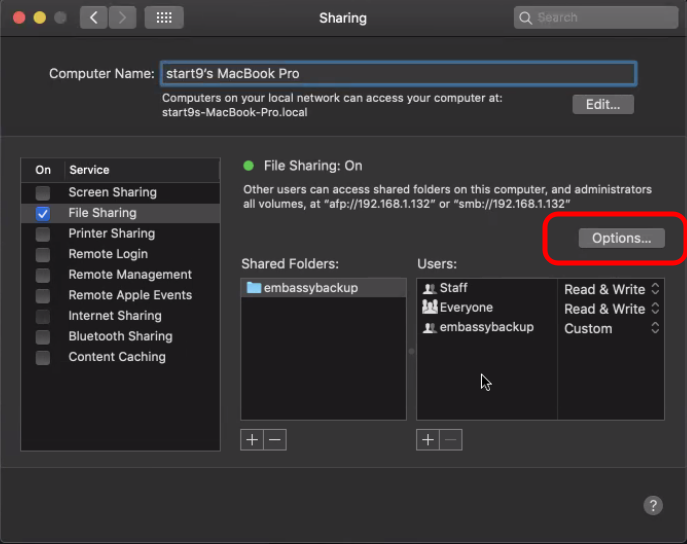 Sharing
Search
Computer Name: start9's MacBook Pro
Computers on your local network can access your computer at:
start9s-MacBook-Pro.local
Edit...
On Service
Screen Sharing
File Sharing
Printer Sharing
Remote Login
Remote Management
Remote Apple Events
Internet Sharing
Bluetooth Sharing
Content Caching
File Sharing: On
Other users can access shared folders on this computer, and administrators
all volumes, at “afp://192.168.1.132” or “smb://192.168.1.132”
Options...
Shared Folders:
embassybackup
Users:
Staff Read & Write
Everyone Read & Write
embassybackup Custom
+ −
+ −
?